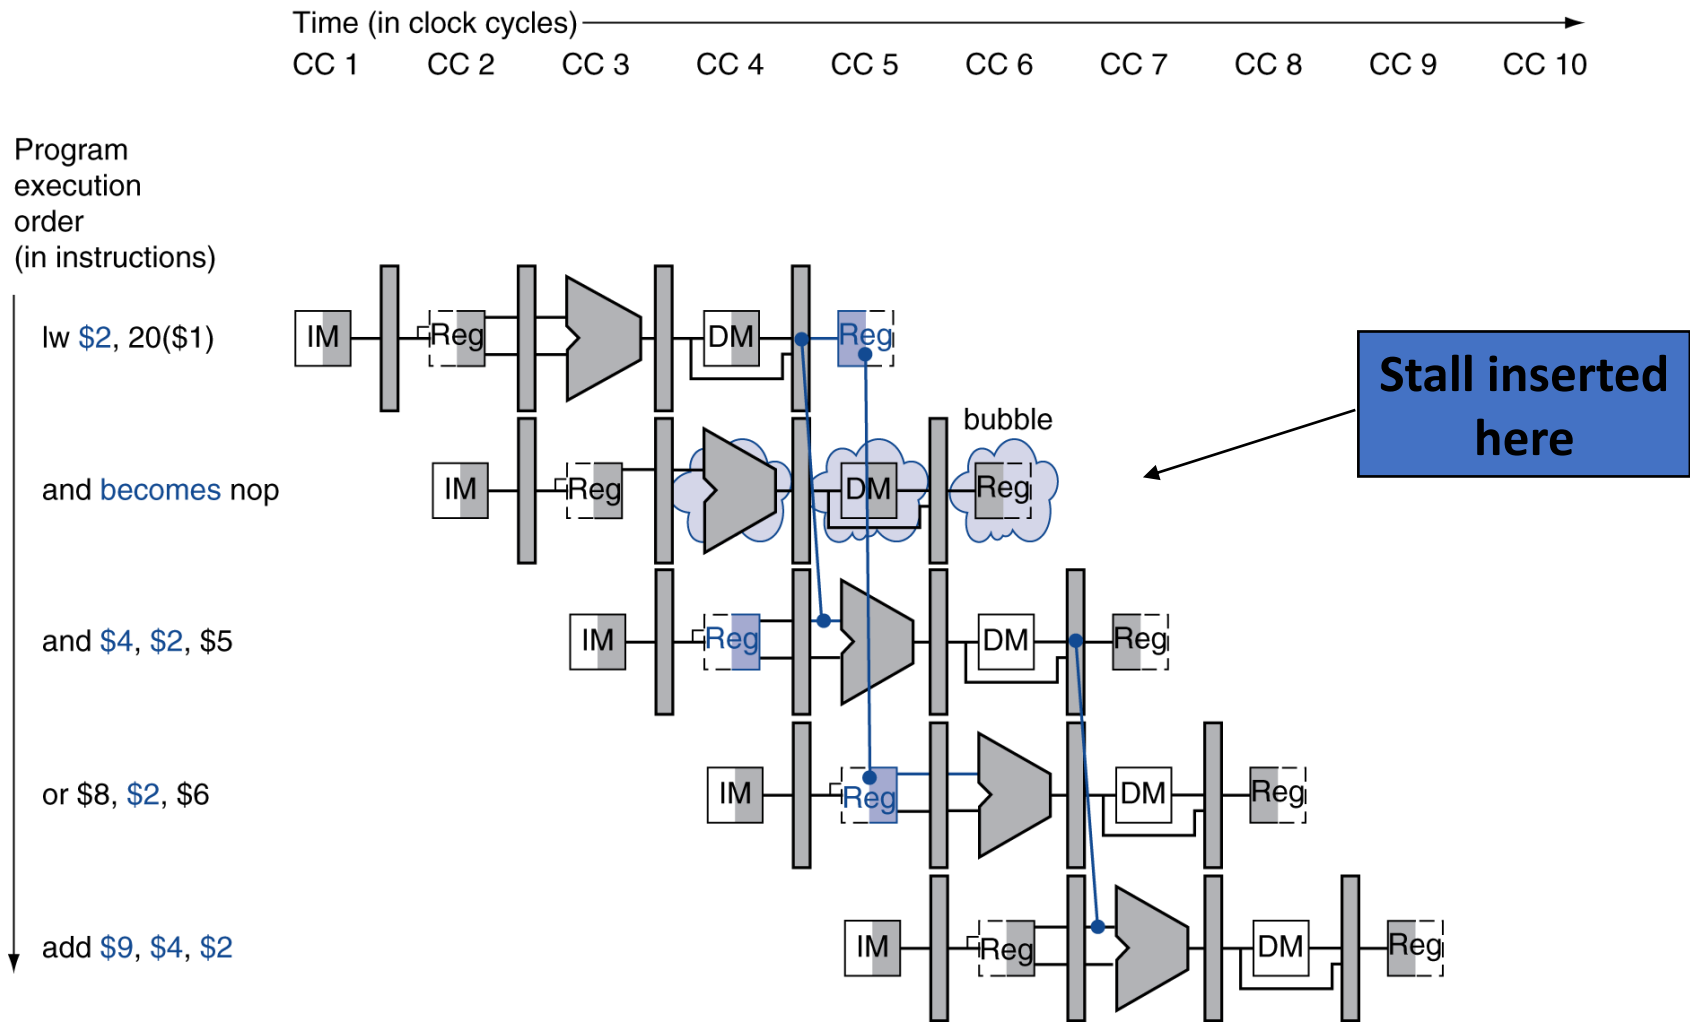 Time (in clock cycles)
CC 1 CC 2 CC 3 CC 4 CC 5 CC 6 CC 7 CC 8 CC 9 CC 10
Program
execution
order
(in instructions)
lw $2, 20($1)
IM Reg DM Reg
Stall inserted
here
bubble
and becomes nop
IM Reg DM Reg
and $4, $2, $5
IM Reg DM Reg
or $8, $2, $6
IM Reg DM Reg
add $9, $4, $2
IM Reg DM Reg